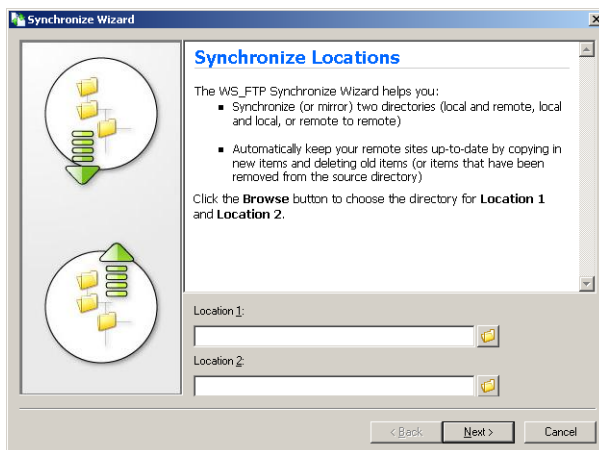 Synchronize Wizard
Synchronize Locations
The WS_FTP Synchronize Wizard helps you:
Synchronize (or mirror) two directories (local and remote, local
and local, or remote to remote)
Automatically keep your remote sites up-to-date by copying in
new items and deleting old items (or items that have been
removed from the source directory)
Click the Browse button to choose the directory for Location 1
and Location 2.
Location 1:
Location 2:
< Back
Next >
Cancel